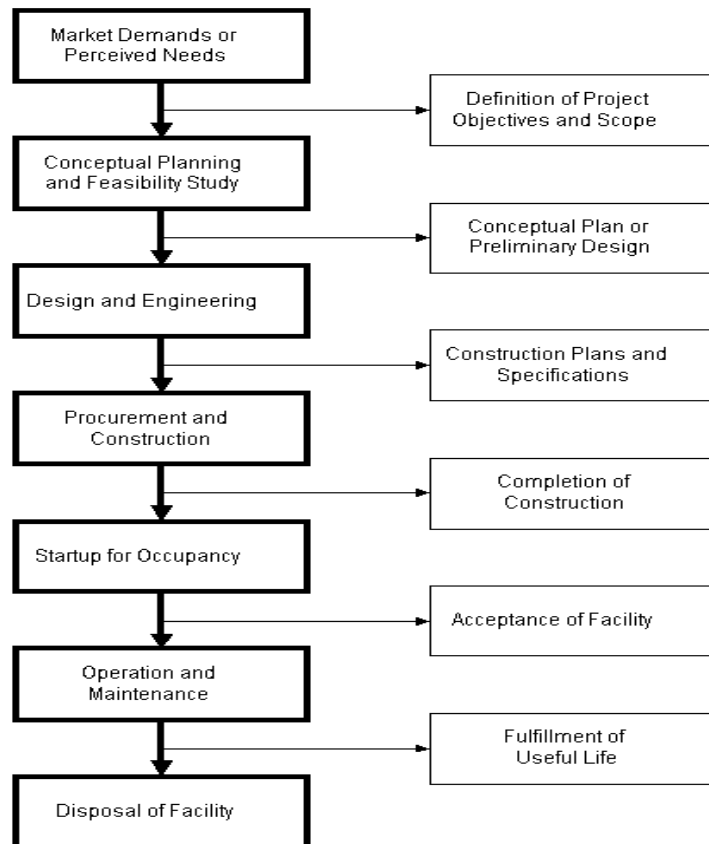 Market Demands or
Perceived Needs
Definition of Project
Objectives and Scope
Conceptual Planning
and Feasibility Study
Conceptual Plan or
Preliminary Design
Design and Engineering
Construction Plans and
Specifications
Procurement and
Construction
Completion of
Construction
Startup for Occupancy
Acceptance of Facility
Operation and
Maintenance
Fulfillment of
Useful Life
Disposal of Facility